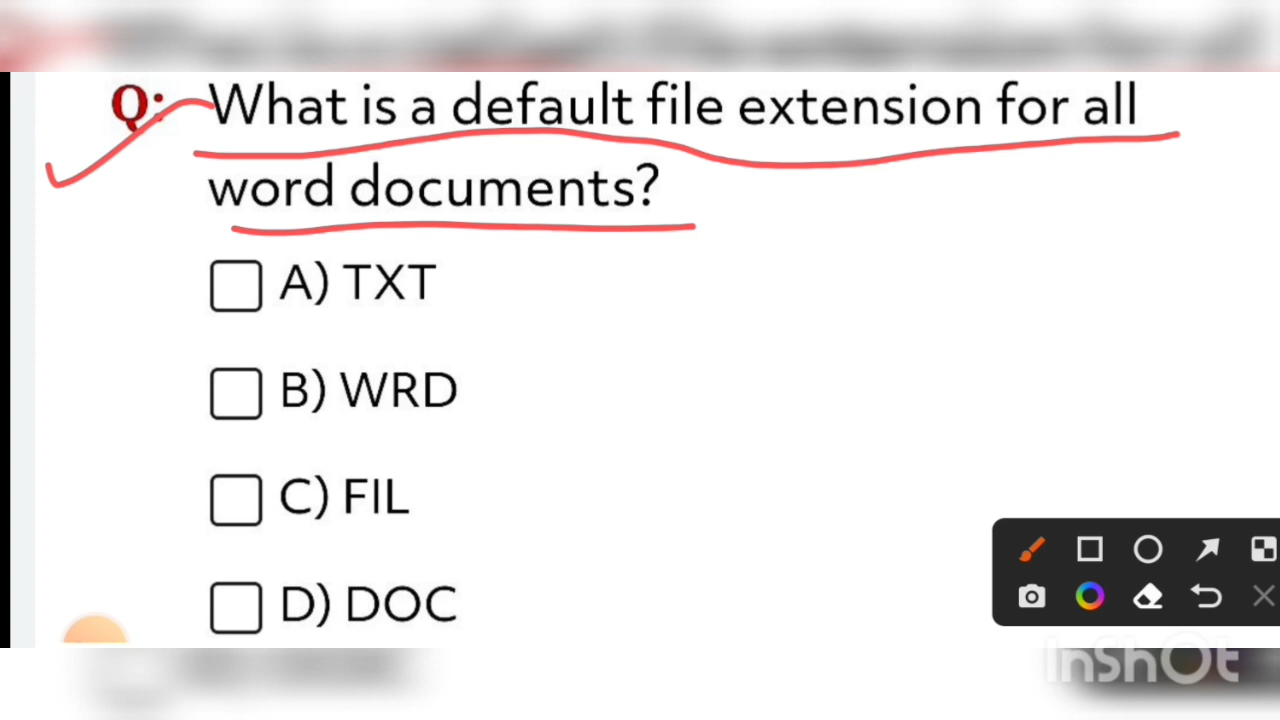 Q: What is a default file extension for all
word documents?
A) TXT
B) WRD
C) FIL
D) DOC
InShOt